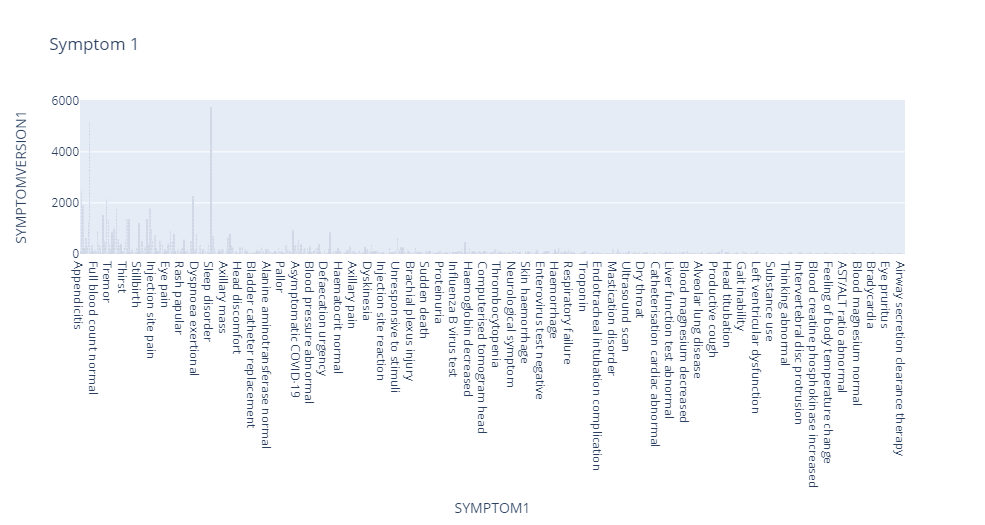 Symptom 1
SYMPTOMVERSION1
6000
4000
2000
0
Appendicitis
Full blood count normal
Tremor
Thirst
Stillbirth
Injection site pain
Eye pain
Rash papular
Dyspnoea exertional
Sleep disorder
Axillary mass
Head discomfort
Bladder catheter replacement
Alanine aminotransferase normal
Pallor
Asymptomatic COVID-19
Blood pressure abnormal
Defaecation urgency
Haematocrit normal
Axillary pain
Dyskinesia
Injection site reaction
Unresponsive to stimuli
Brachial plexus injury
Sudden death
Proteinuria
Influenza B virus test
Haemoglobin decreased
Computerised tomogram head
Thrombocytopenia
Neurological symptom
Skin haemorrhage
Enterovirus test negative
Haemorrhage
Respiratory failure
Troponin
Endotracheal intubation complication
Mastication disorder
Ultrasound scan
Dry throat
Catheterisation cardiac abnormal
Liver function test abnormal
Blood magnesium decreased
Alveolar lung disease
Productive cough
Head titubation
Gait inability
Left ventricular dysfunction
Substance use
Thinking abnormal
Intervertebral disc protrusion
Blood creatine phosphokinase increased
Feeling of body temperature change
AST/ALT ratio abnormal
Blood magnesium normal
Bradycardia
Eye pruritus
Airway secretion clearance therapy
SYMPTOM1